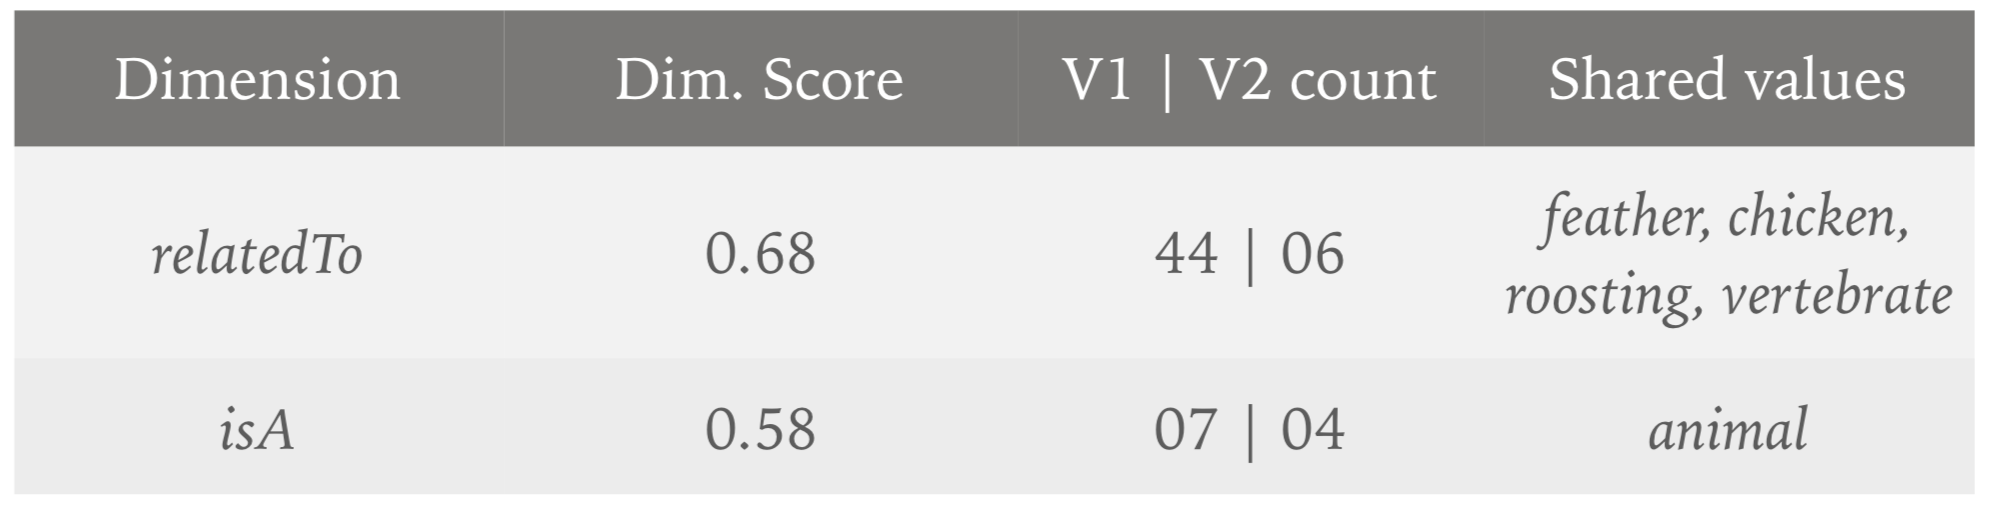 Dimension Dim. Score V1 | V2 count Shared values
relatedTo 0.68 44 | 06 feather, chicken,
roosting, vertebrate
isA 0.58 07 | 04 animal